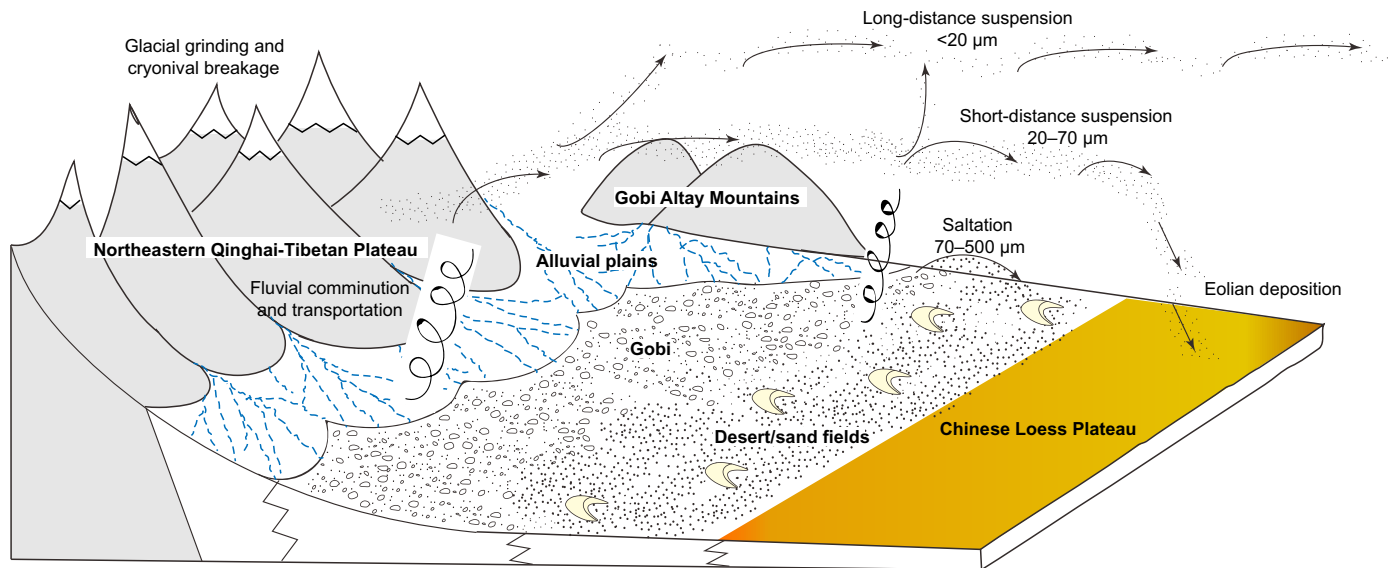 Long-distance suspension
<20 µm
Glacial grinding and
cryonival breakage
Short-distance suspension
20–70 µm
Gobi Altay Mountains
Saltation
70–500 µm
Northeastern Qinghai-Tibetan Plateau
Alluvial plains
Fluvial comminution
and transportation
Eolian deposition
Gobi
Desert/sand fields
Chinese Loess Plateau